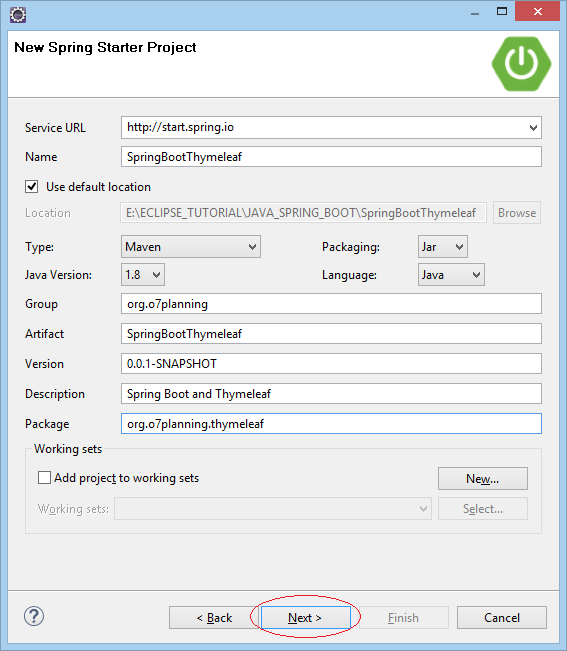 New Spring Starter Project
Service URL http://start.spring.io
Name SpringBootThymeleaf
Use default location
Location E:\ECLIPSE_TUTORIAL\JAVA_SPRING_BOOT\SpringBootThymeleaf Browse
Type: Maven Packaging: Jar
Java Version: 1.8 Language: Java
Group org.o7planning
Artifact SpringBootThymeleaf
Version 0.0.1-SNAPSHOT
Description Spring Boot and Thymeleaf
Package org.o7planning.thymeleaf
Working sets
Add project to working sets New...
Working sets: Select...
? < Back Next > Finish Cancel